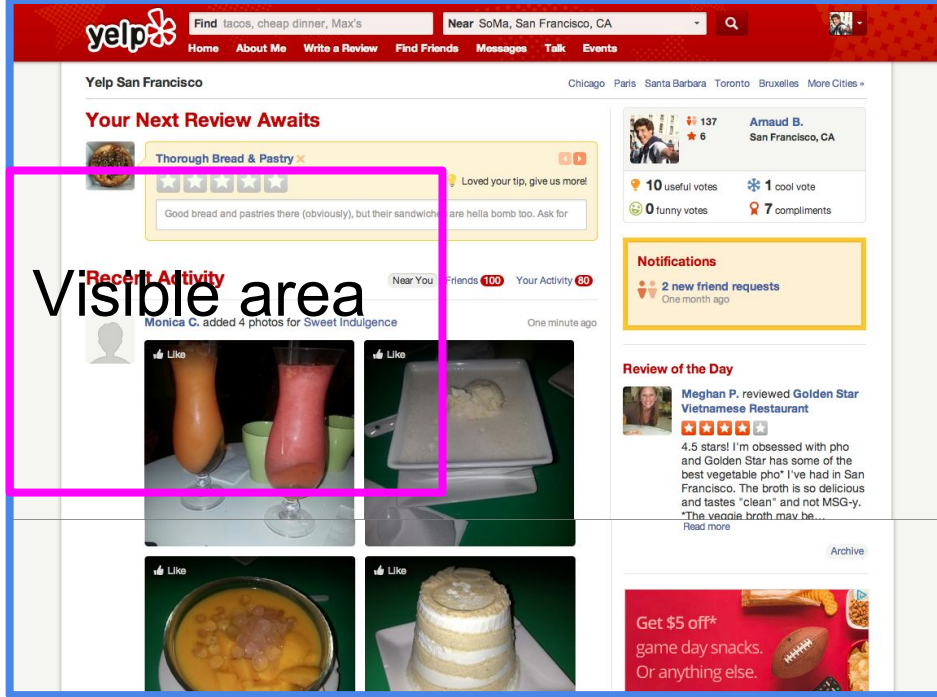 yelp
Find tacos, cheap dinner, Max's
Near SoMa, San Francisco, CA
Home About Me Write a Review Find Friends Messages Talk Events
Yelp San Francisco
Chicago Paris Santa Barbara Toronto Bruxelles More Cities »
Your Next Review Awaits
Thorough Bread & Pastry ×
Loved your tip, give us more!
Good bread and pastries there (obviously), but their sandwiches are hella bomb too. Ask for
Visible area
Recent Activity
Near You Friends 100 Your Activity 80
Monica C. added 4 photos for Sweet Indulgence
One minute ago
Like
Like
Like
Like
137
6
Arnaud B.
San Francisco, CA
10 useful votes
1 cool vote
0 funny votes
7 compliments
Notifications
2 new friend requests
One month ago
Review of the Day
Meghan P. reviewed Golden Star
Vietnamese Restaurant
4.5 stars! I'm obsessed with pho
and Golden Star has some of the
best vegetable pho* I've had in San
Francisco. The broth is so delicious
and tastes "clean" and not MSG-y.
*The veggie broth may be…
Read more
Archive
Get $5 off*
game day snacks.
Or anything else.